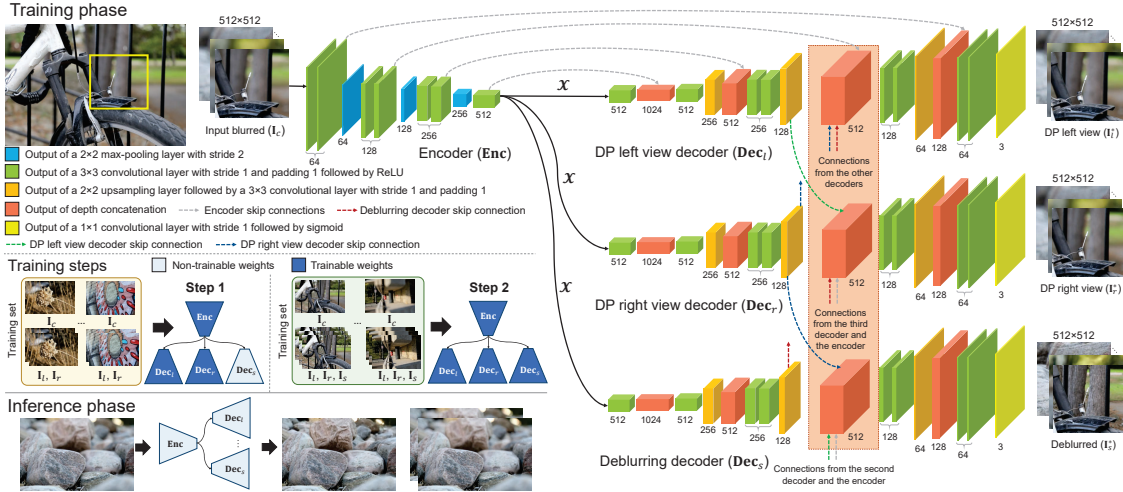 Training phase
512×512
Input blurred (I_c)
64
64
128
128
256
256
512
Encoder (Enc)
x
x
x
512
1024
512
256
512
256
128
DP left view decoder (Dec_l)
Connections
from the other
decoders
512
128
64
128
64
3
512×512
DP left view (I*_l)
Output of a 2×2 max-pooling layer with stride 2
Output of a 3×3 convolutional layer with stride 1 and padding 1 followed by ReLU
Output of a 2×2 upsampling layer followed by a 3×3 convolutional layer with stride 1 and padding 1
Output of depth concatenation
Encoder skip connections
Deblurring decoder skip connection
Output of a 1×1 convolutional layer with stride 1 followed by sigmoid
DP left view decoder skip connection
DP right view decoder skip connection
512
1024
512
256
512
256
128
DP right view decoder (Dec_r)
Connections
from the third
decoder and
the encoder
512
128
64
128
64
3
512×512
DP right view (I*_r)
Training steps
Non-trainable weights
Trainable weights
Training set
I_c
...
I_c
I_l, I_r
I_l, I_r
Step 1
Enc
Dec_l
Dec_r
Dec_s
Training set
I_c
...
I_c
I_l, I_r, I_s
I_l, I_r, I_s
Step 2
Enc
Dec_l
Dec_r
Dec_s
512
1024
512
256
512
256
128
Deblurring decoder (Dec_s)
Connections from the second
decoder and the encoder
512
128
64
128
64
3
512×512
Deblurred (I*_s)
Inference phase
Enc
Dec_l
Dec_s